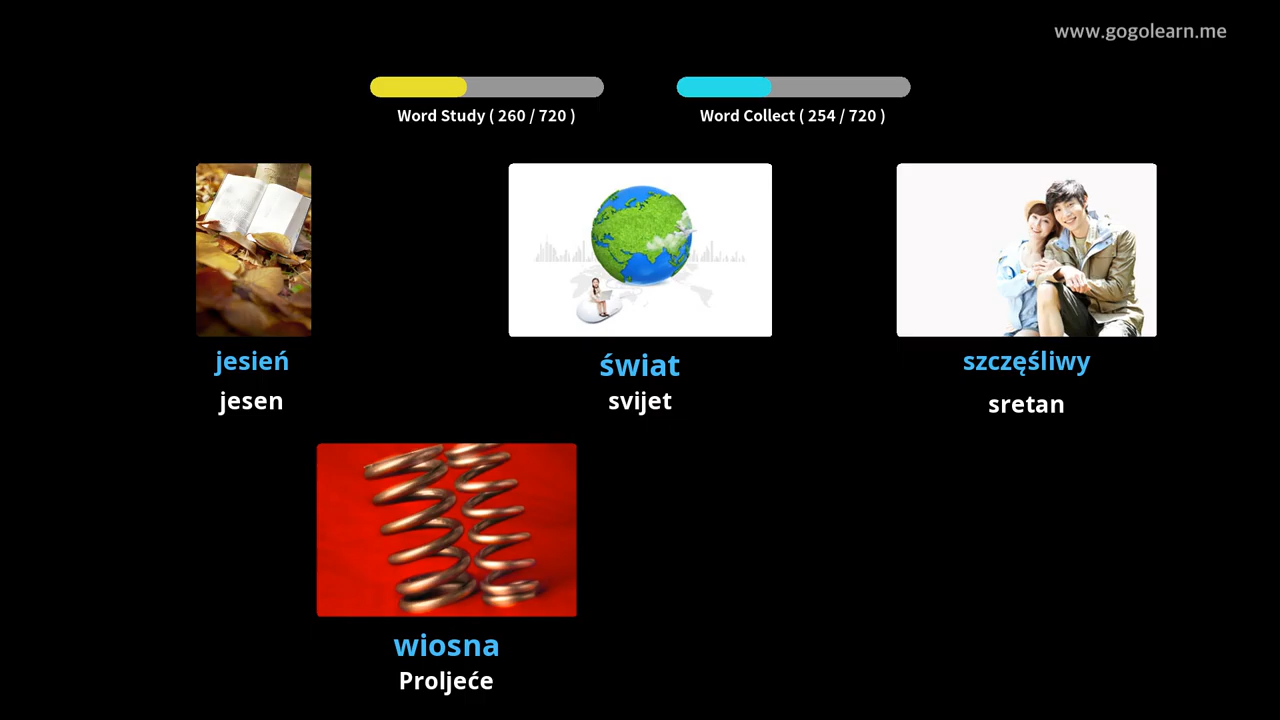 www.gogolearn.me
Word Study ( 260 / 720 )
Word Collect ( 254 / 720 )
jesień
jesen
świat
svijet
szczęśliwy
sretan
wiosna
Proljeće